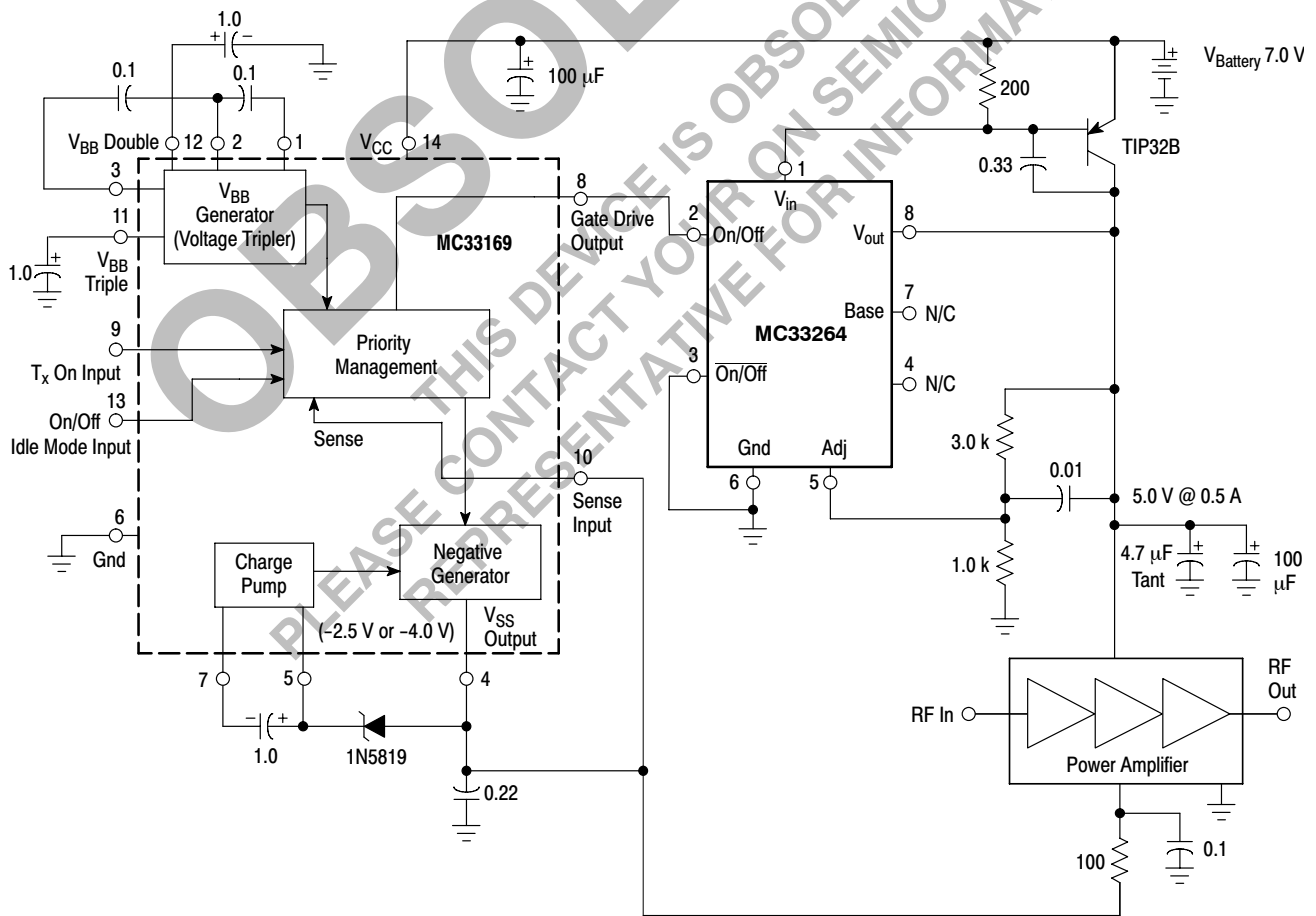 1.0
+ −
0.1
0.1
V_BB Double 12
2
1
V_CC
14
100 μF
+
200
+
V_Battery 7.0 V
TIP32B
0.33
3
V_BB
Generator
(Voltage Tripler)
11
1.0
+
V_BB
Triple
MC33169
8
Gate Drive
Output
1
V_in
2
On/Off
V_out
8
Base
7
N/C
MC33264
3
On/Off
4
N/C
Gnd
Adj
6
5
9
T_x On Input
Priority
Management
13
On/Off
Idle Mode Input
Sense
10
Sense
Input
3.0 k
0.01
5.0 V @ 0.5 A
1.0 k
4.7 μF
Tant
+
+
100
μF
6
Gnd
Charge
Pump
Negative
Generator
(−2.5 V or −4.0 V)
V_SS
Output
7
5
4
− +
1.0
1N5819
0.22
RF In
RF
Out
Power Amplifier
100
0.1
OBSOL
THIS DEVICE IS OBSOL
PLEASE CONTACT YOUR ON SEMIC
REPRESENTATIVE FOR INFORMA